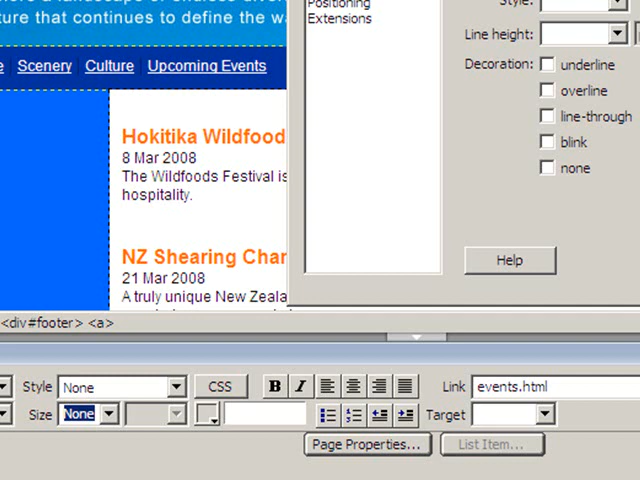 ture that continues to define the wa
Scenery Culture Upcoming Events
Hokitika Wildfood
8 Mar 2008
The Wildfoods Festival is
hospitality.
NZ Shearing Char
21 Mar 2008
A truly unique New Zeala
Positioning
Extensions
Style:
Line height:
Decoration:
underline
overline
line-through
blink
none
Help
<div#footer> <a>
Style None CSS B I Link events.html
Size None Target
Page Properties... List Item...